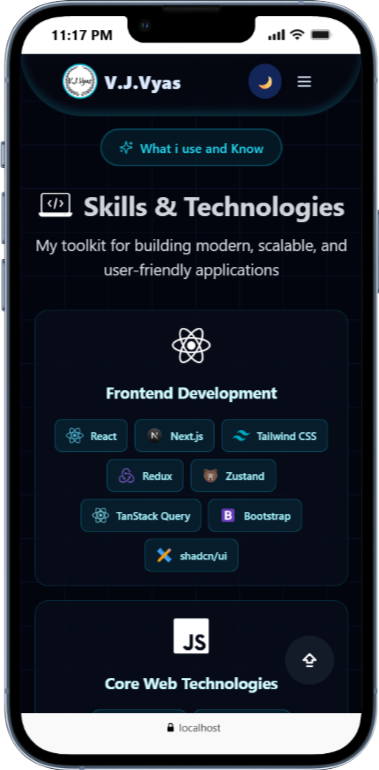 11:17 PM
V.J.Vyas V.J.Vyas
What i use and Know
</> Skills & Technologies
My toolkit for building modern, scalable, and
user-friendly applications
Frontend Development
React N Next.js Tailwind CSS
Redux Zustand
TanStack Query B Bootstrap
shadcn/ui
JS
Core Web Technologies
localhost